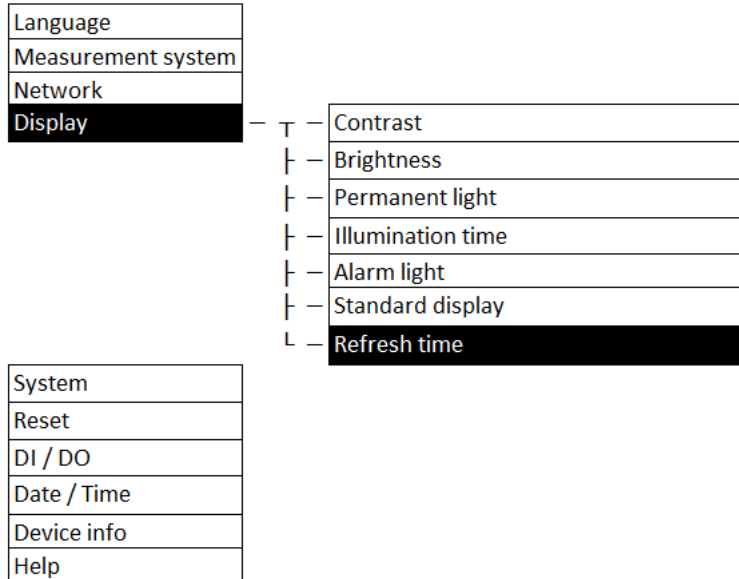 Language
Measurement system
Network
Display
Contrast
Brightness
Permanent light
Illumination time
Alarm light
Standard display
Refresh time
System
Reset
DI / DO
Date / Time
Device info
Help